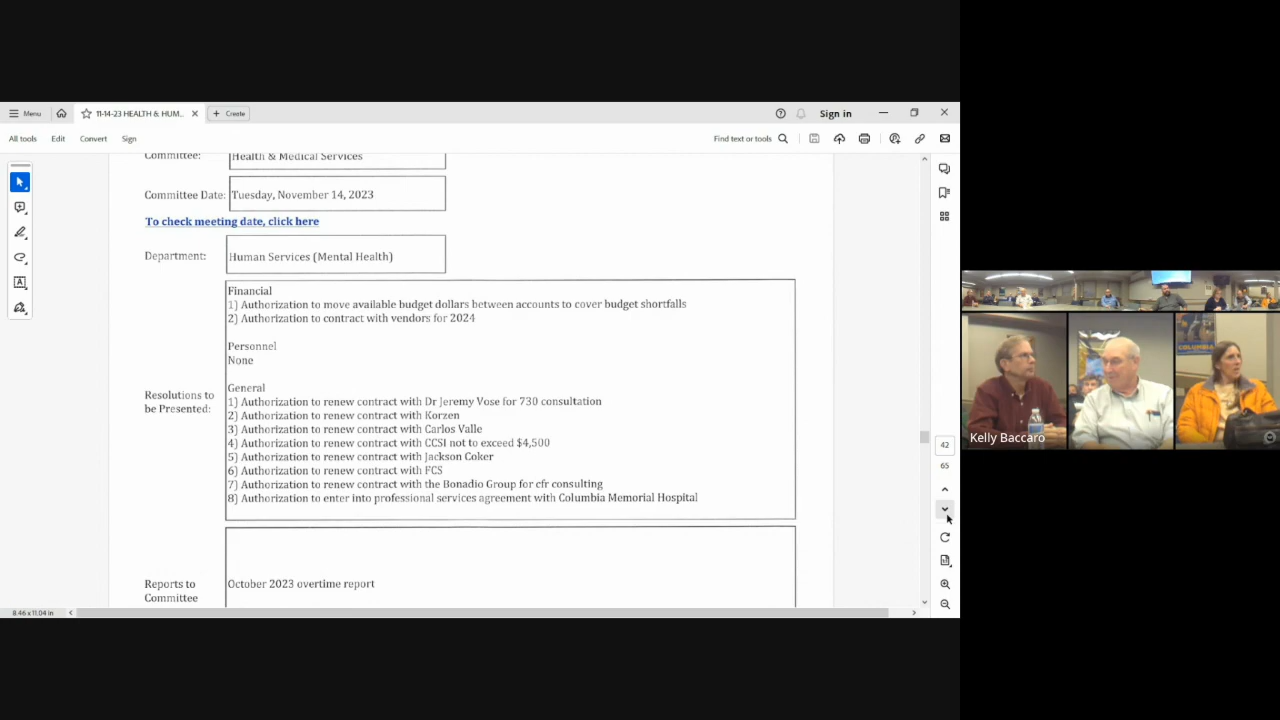 Menu
11-14-23 HEALTH & HUM...
Create
Sign in
All tools
Edit
Convert
Sign
Find text or tools
Committee:
Health & Medical Services
Committee Date:
Tuesday, November 14, 2023
To check meeting date, click here
Department:
Human Services (Mental Health)
Financial
1) Authorization to move available budget dollars between accounts to cover budget shortfalls
2) Authorization to contract with vendors for 2024
Personnel
None
General
Resolutions to
be Presented:
1) Authorization to renew contract with Dr Jeremy Vose for 730 consultation
2) Authorization to renew contract with Korzen
3) Authorization to renew contract with Carlos Valle
4) Authorization to renew contract with CCSI not to exceed $4,500
5) Authorization to renew contract with Jackson Coker
6) Authorization to renew contract with FCS
7) Authorization to renew contract with the Bonadio Group for cfr consulting
8) Authorization to enter into professional services agreement with Columbia Memorial Hospital
Reports to
Committee
October 2023 overtime report
42
65
8.46 x 11.04 in
COLUMBIA
Kelly Baccaro